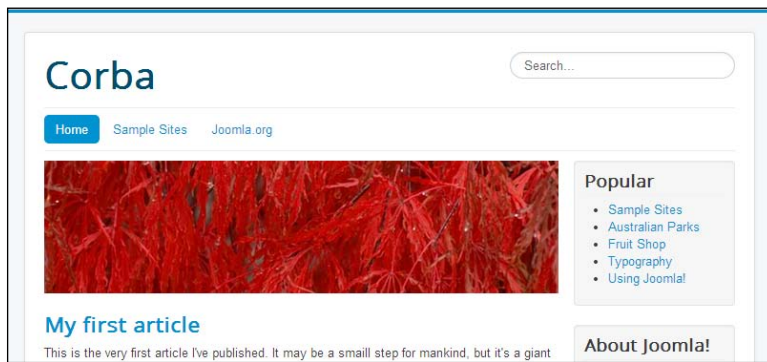 Corba
Search...
Home Sample Sites Joomla.org
Popular
Sample Sites
Australian Parks
Fruit Shop
Typography
Using Joomla!
My first article
This is the very first article I've published. It may be a smaill step for mankind, but it's a giant
About Joomla!